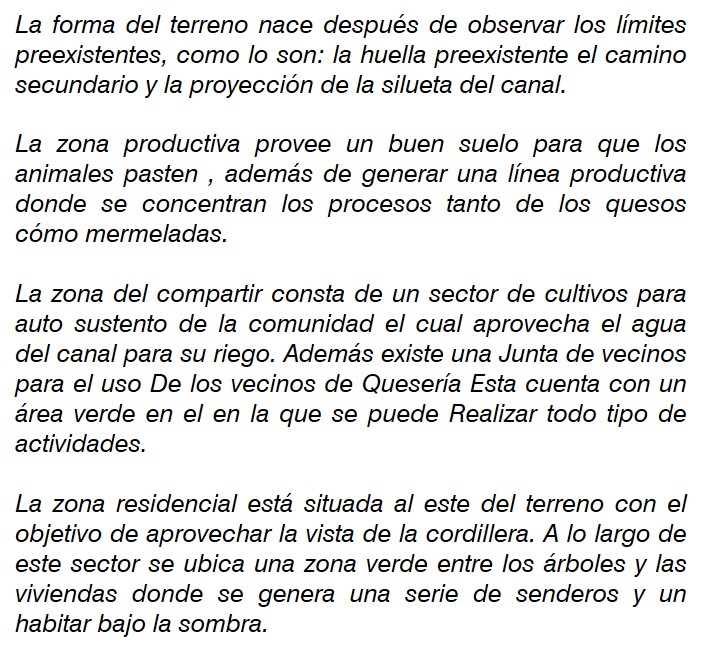 La forma del terreno nace después de observar los límites
preexistentes, como lo son: la huella preexistente el camino
secundario y la proyección de la silueta del canal.
La zona productiva provee un buen suelo para que los
animales pasten , además de generar una línea productiva
donde se concentran los procesos tanto de los quesos
cómo mermeladas.
La zona del compartir consta de un sector de cultivos para
auto sustento de la comunidad el cual aprovecha el agua
del canal para su riego. Además existe una Junta de vecinos
para el uso De los vecinos de Quesería Esta cuenta con un
área verde en el en la que se puede Realizar todo tipo de
actividades.
La zona residencial está situada al este del terreno con el
objetivo de aprovechar la vista de la cordillera. A lo largo de
este sector se ubica una zona verde entre los árboles y las
viviendas donde se genera una serie de senderos y un
habitar bajo la sombra.